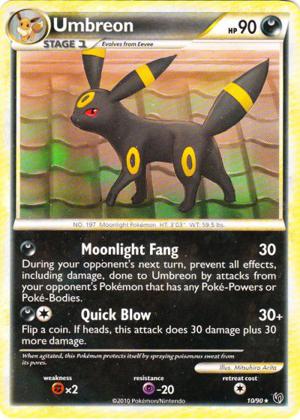 Umbreon HP 90
STAGE 1 Evolves from Eevee
NO. 197 Moonlight Pokémon HT: 3'03" WT: 59.5 lbs.
Moonlight Fang 30
During your opponent's next turn, prevent all effects,
including damage, done to Umbreon by attacks from
your opponent's Pokémon that has any Poké-Powers or
Poké-Bodies.
Quick Blow 30+
Flip a coin. If heads, this attack does 30 damage plus 30
more damage.
When agitated, this Pokémon protects itself by spraying poisonous sweat from
its pores.
Illus. Mitsuhiro Arita
weakness resistance retreat cost
×2 -20
©2010 Pokémon/Nintendo 10/90 ★